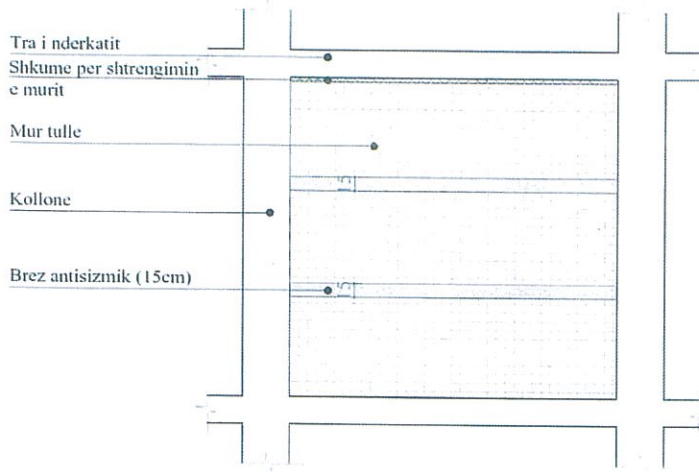 Tra i nderkatit
Shkume per shtrengimin
e murit
Mur tulle
15
Kollone
Brez antisizmik (15cm)
15